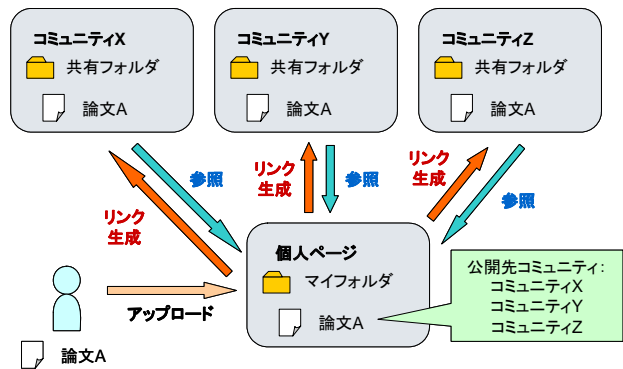 コミュニティX
共有フォルダ
論文A
コミュニティY
共有フォルダ
論文A
コミュニティZ
共有フォルダ
論文A
参照
リンク
生成
リンク
生成
参照
リンク
生成
参照
個人ページ
マイフォルダ
論文A
アップロード
論文A
公開先コミュニティ:
コミュニティX
コミュニティY
コミュニティZ